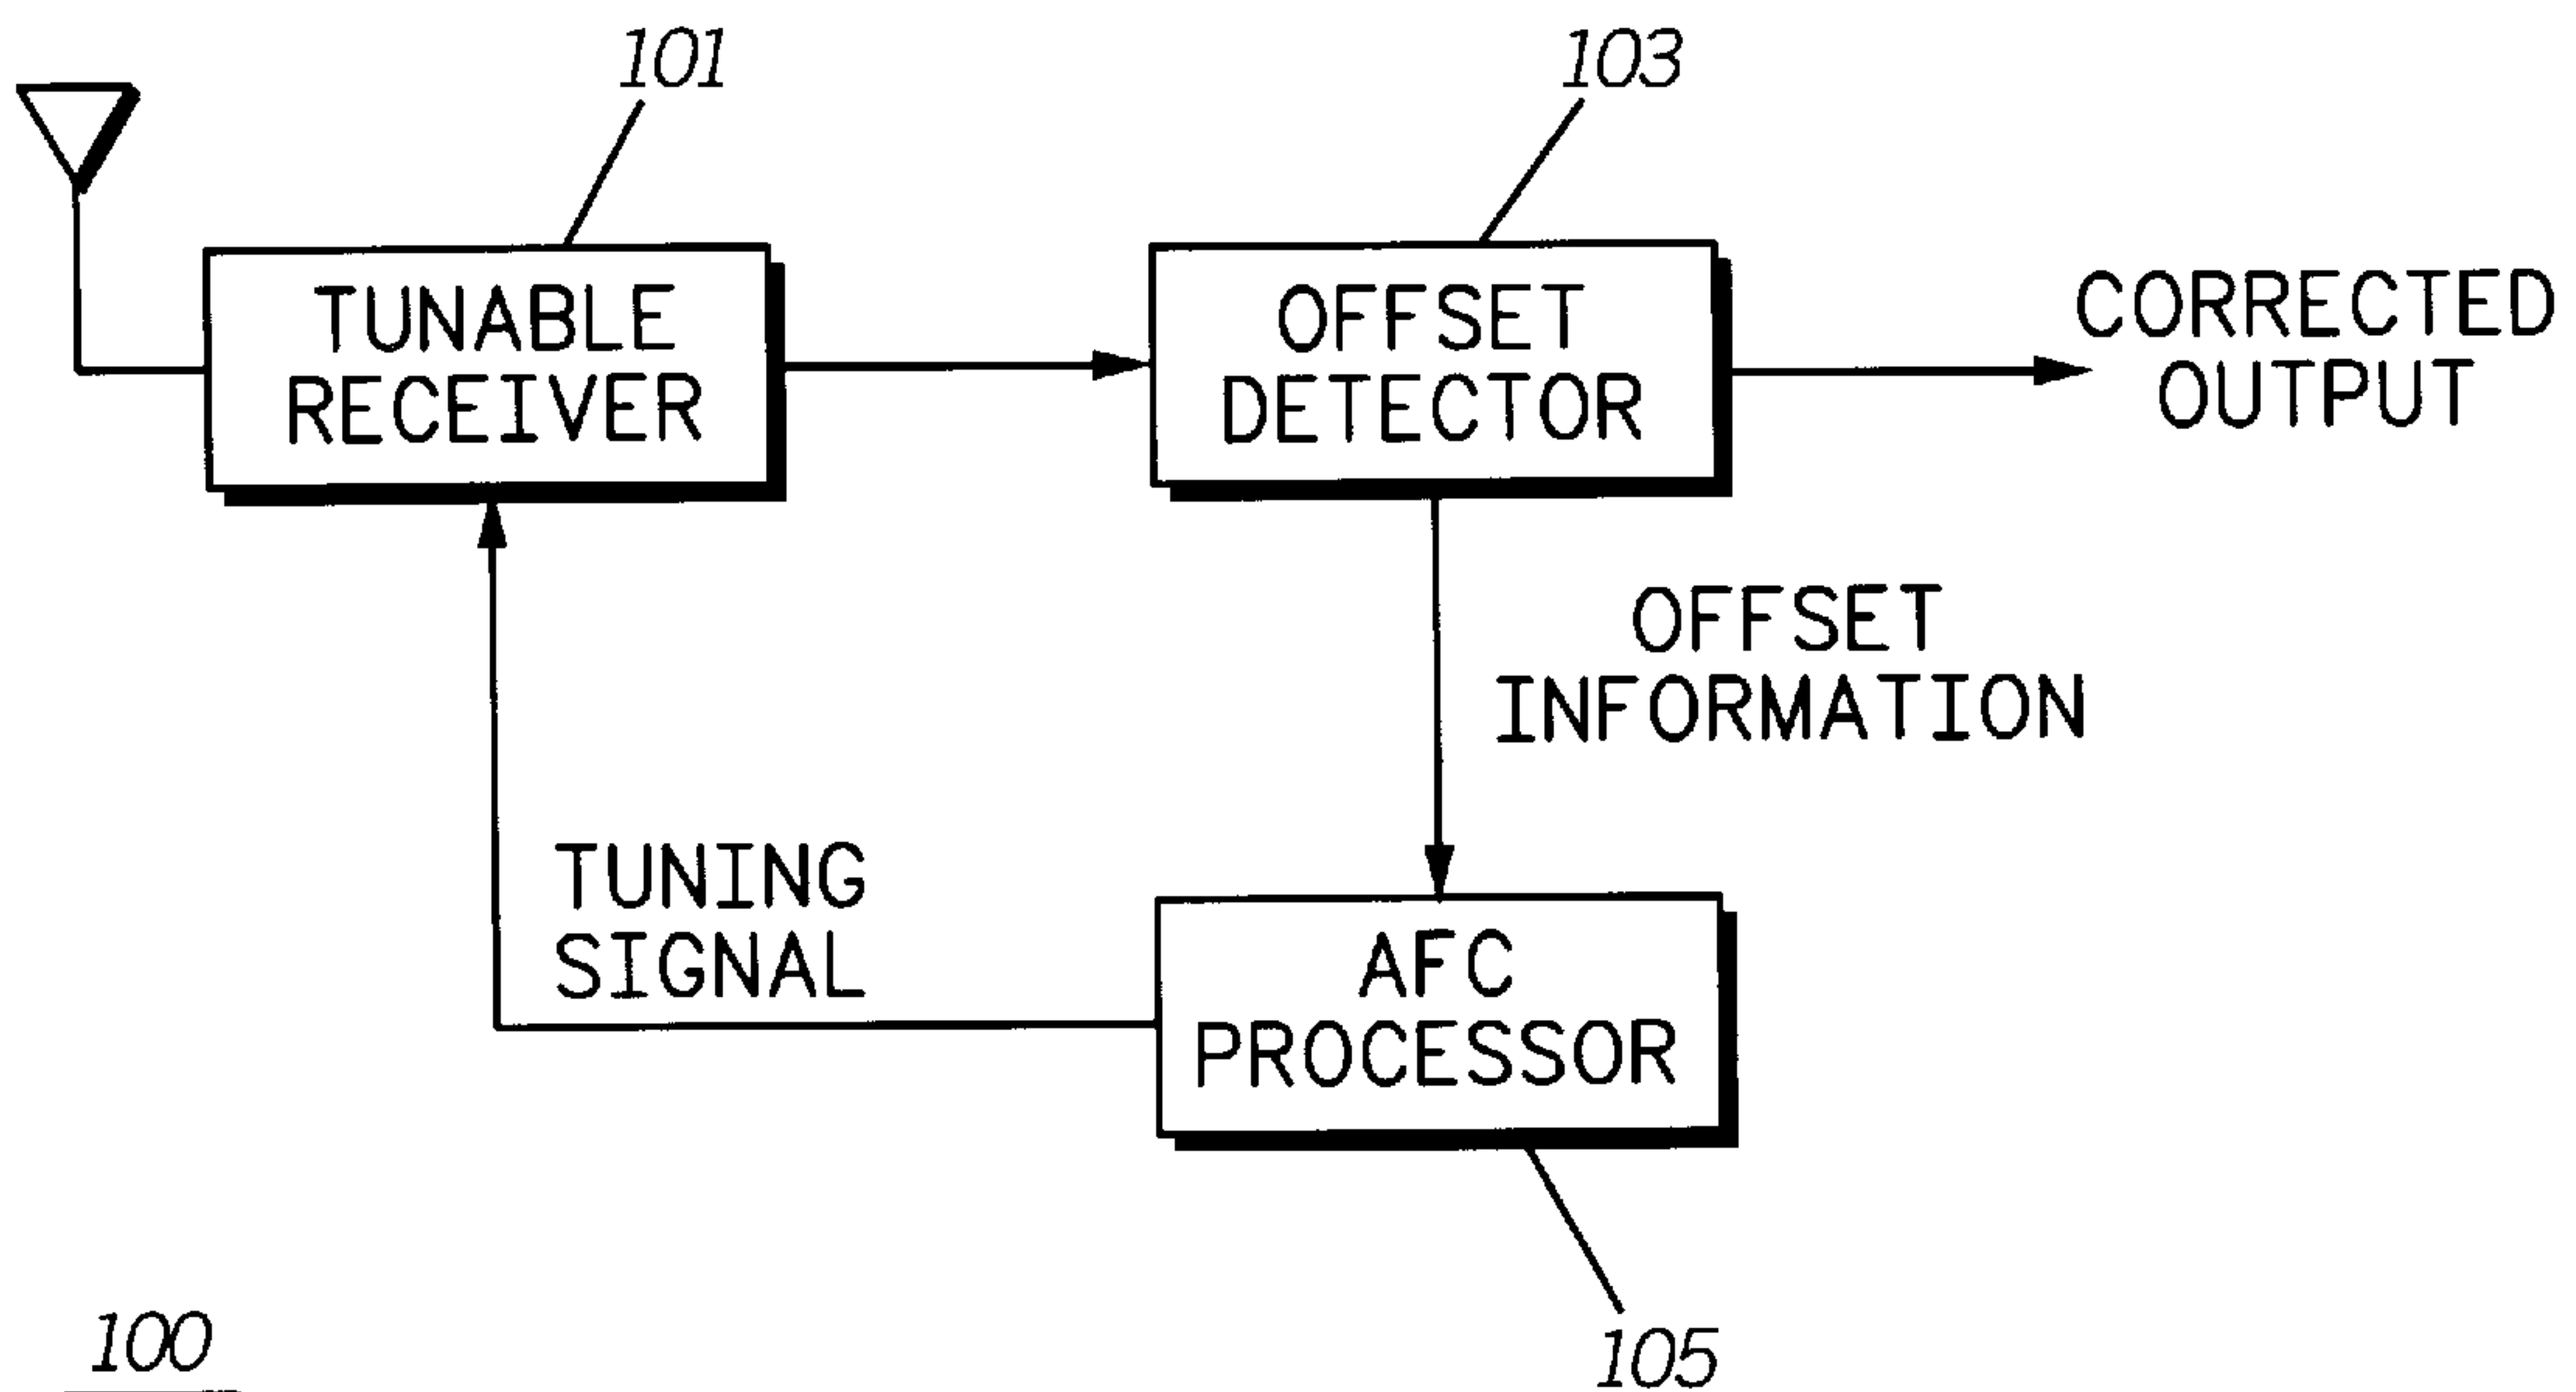 101
103
TUNABLE
RECEIVER
OFFSET
DETECTOR
CORRECTED
OUTPUT
OFFSET
INFORMATION
TUNING
SIGNAL
AFC
PROCESSOR
100
105